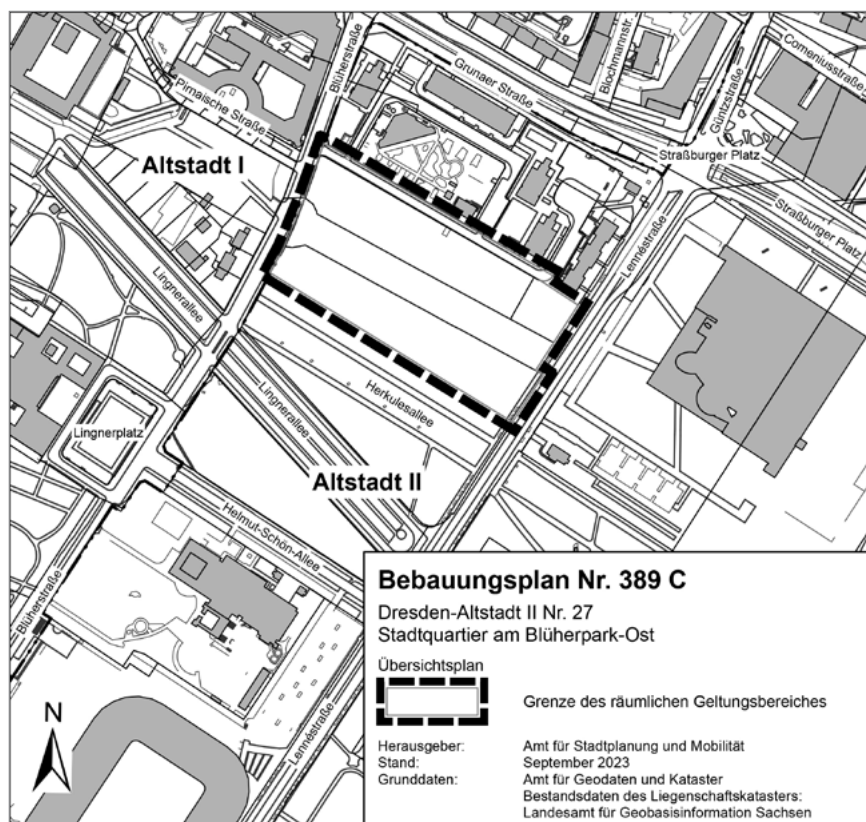 Blüherstraße
Grunaer Straße
Blochmannstr.
Güntzstraße
Comeniusstraße
Pirnaische Straße
Straßburger Platz
Altstadt I
Straßburger Platz
Lennéstraße
Lingnerallee
Herkulesallee
Lingnerallee
Lingnerplatz
Altstadt II
Helmut-Schön-Allee
Blüherstraße
Lennéstraße
N
Bebauungsplan Nr. 389 C
Dresden-Altstadt II Nr. 27
Stadtquartier am Blüherpark-Ost
Übersichtsplan
Grenze des räumlichen Geltungsbereiches
Herausgeber: Amt für Stadtplanung und Mobilität
Stand: September 2023
Grunddaten: Amt für Geodaten und Kataster
Bestandsdaten des Liegenschaftskatasters:
Landesamt für Geobasisinformation Sachsen